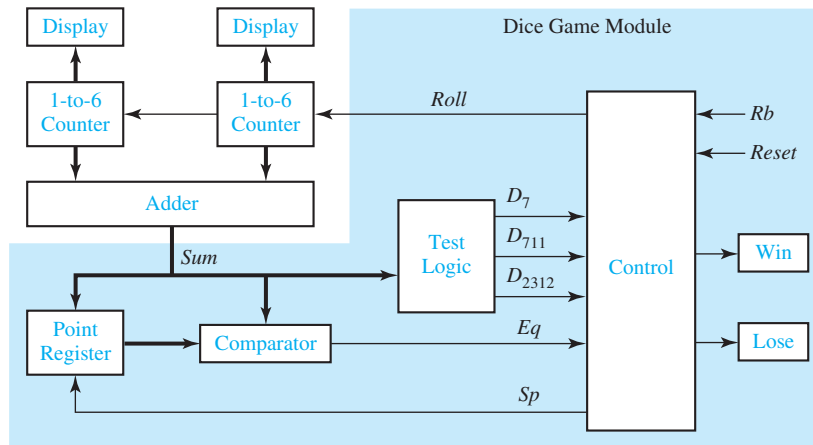 Display
Display
Dice Game Module
1-to-6
Counter
1-to-6
Counter
Roll
Rb
Reset
Adder
Sum
D7
D711
D2312
Test
Logic
Control
Win
Point
Register
Comparator
Eq
Lose
Sp